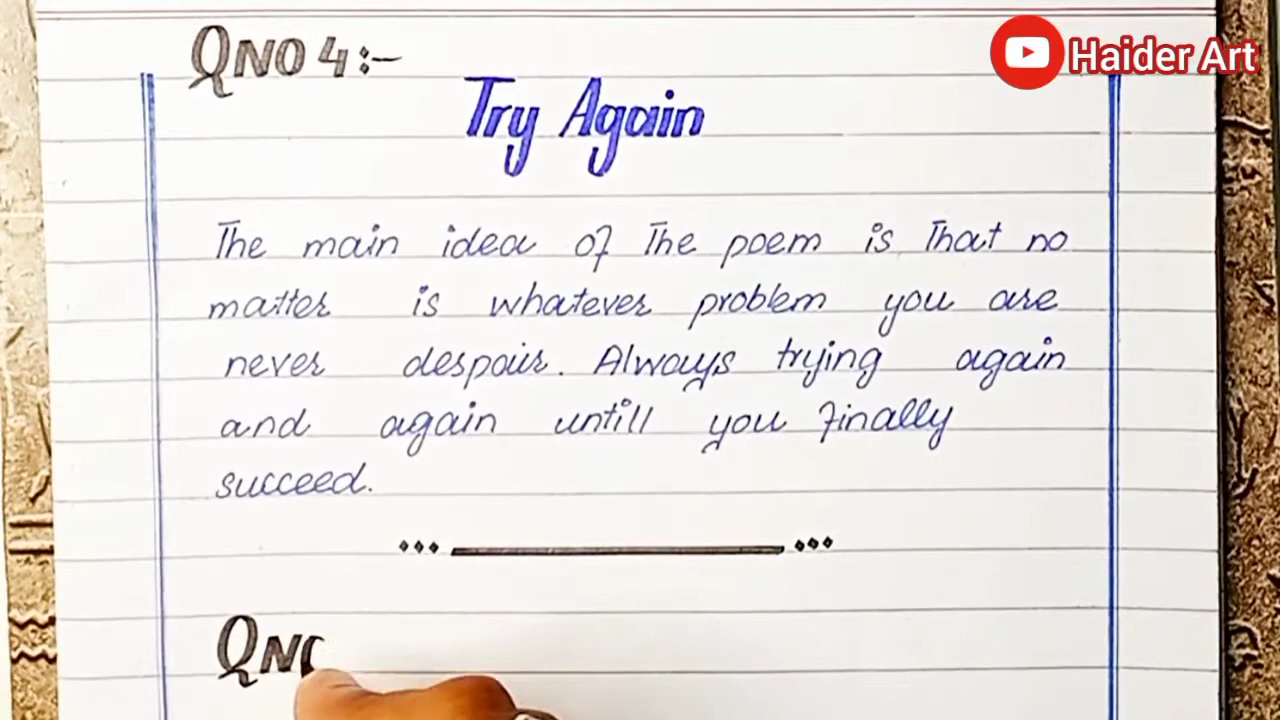 QNO 4:-
Haider Art
Try Again
The main idea of The poem is That no
matter is whatever problem you are
never despair. Always trying again
and again untill you finally
succeed.
QNO